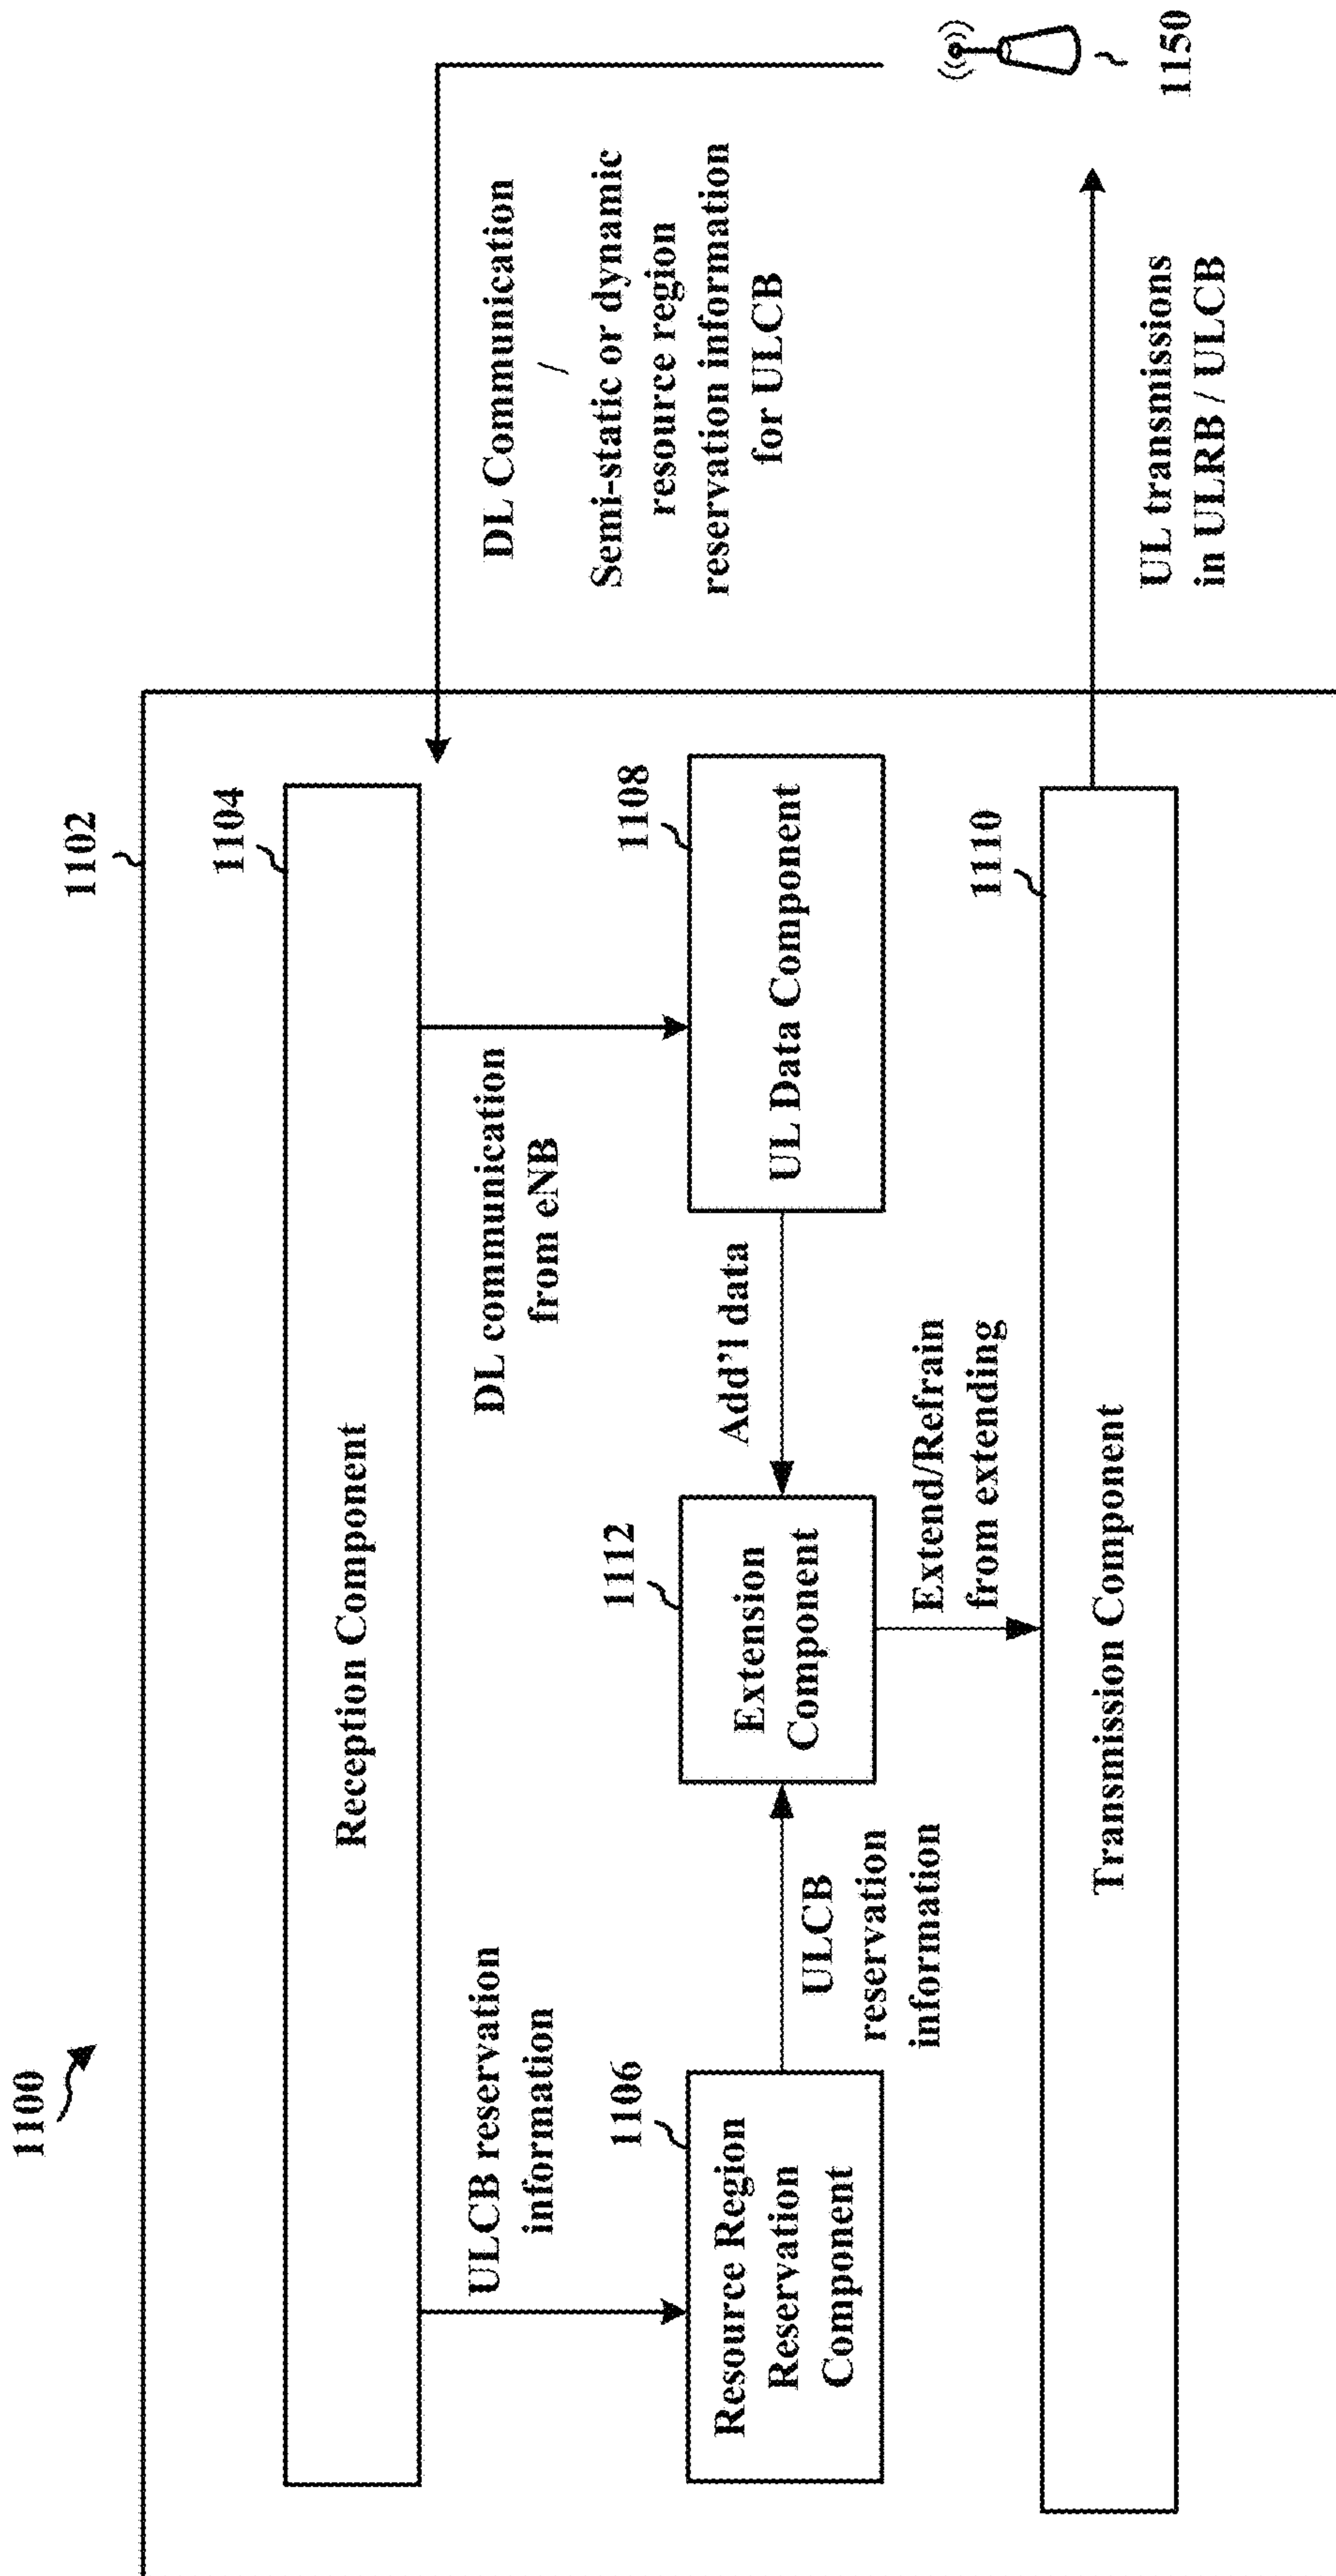 1100
1102
1104
Reception Component
DL Communication
/
Semi-static or dynamic
resource region
reservation information
for ULCB
ULCB reservation
information
DL communication
from eNB
1106
Resource Region
Reservation
Component
ULCB
reservation
information
1112
Extension
Component
Add'l data
1108
UL Data Component
Extend/Refrain
from extending
1110
Transmission Component
UL transmissions
in ULRB / ULCB
1150